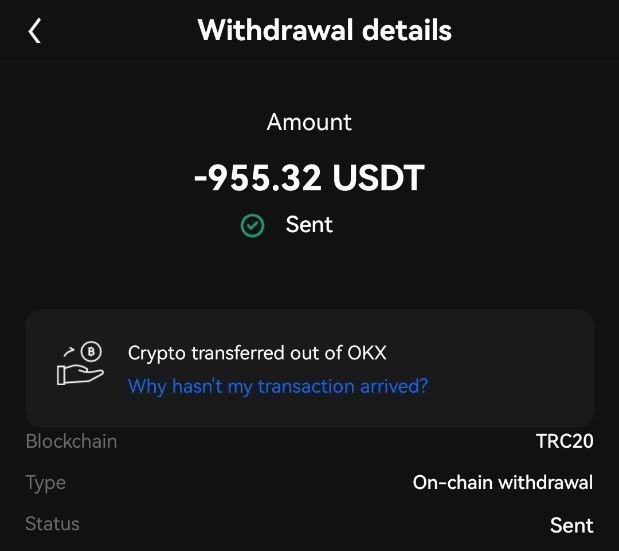 Withdrawal details
Amount
-955.32 USDT
Sent
Crypto transferred out of OKX
Why hasn't my transaction arrived?
Blockchain TRC20
Type On-chain withdrawal
Status Sent